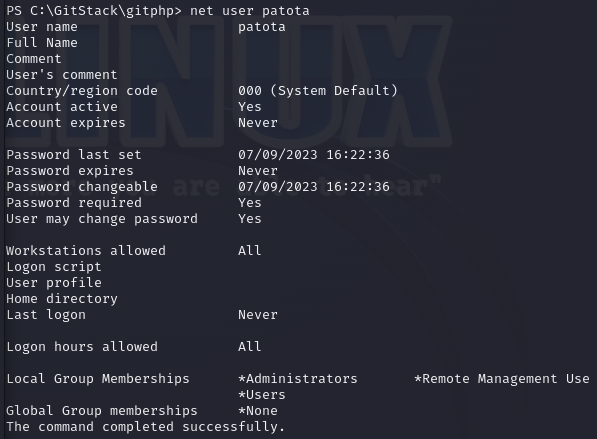 PS C:\GitStack\gitphp> net user patota
User name                    patota
Full Name
Comment
User's comment
Country/region code          000 (System Default)
Account active               Yes
Account expires              Never
Password last set            07/09/2023 16:22:36
Password expires             Never
Password changeable          07/09/2023 16:22:36
Password required            Yes
User may change password     Yes
Workstations allowed         All
Logon script
User profile
Home directory
Last logon                   Never
Logon hours allowed          All
Local Group Memberships      *Administrators       *Remote Management Use
                             *Users
Global Group memberships     *None
The command completed successfully.